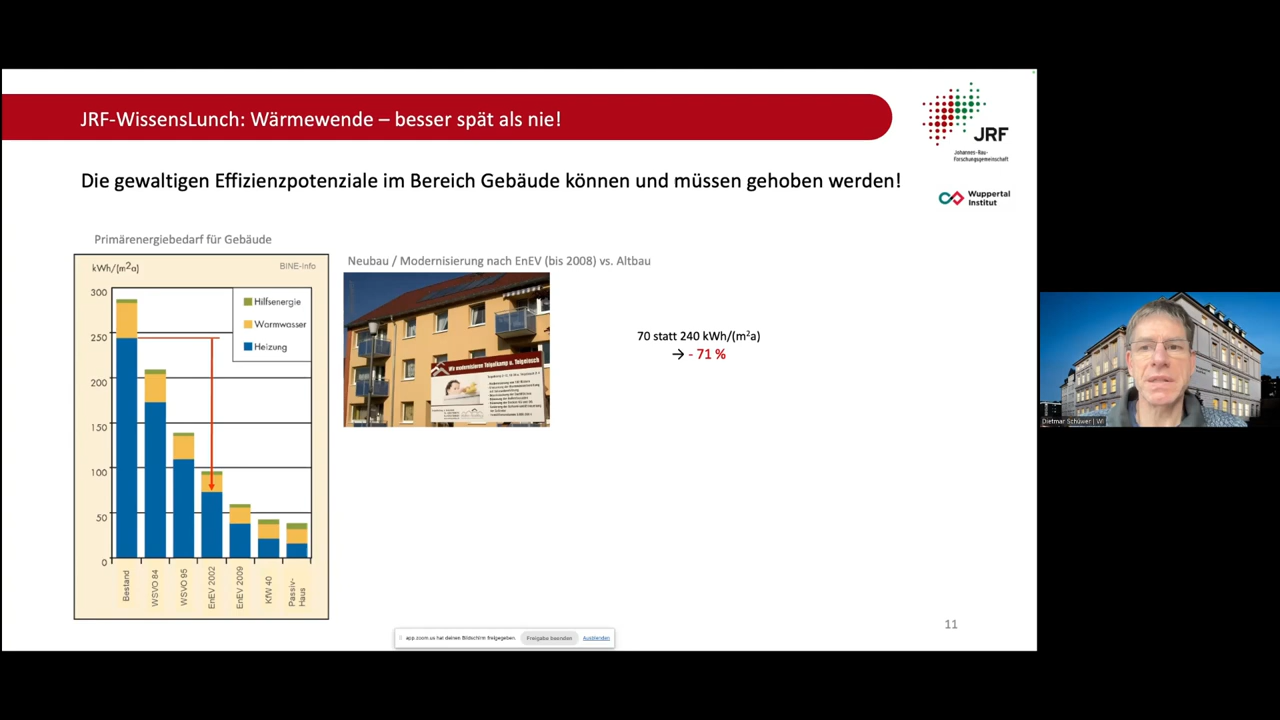 JRF-WissensLunch: Wärmewende – besser spät als nie!
JRF
Johannes-Rau-
Forschungsgemeinschaft
Wuppertal
Institut
Die gewaltigen Effizienzpotenziale im Bereich Gebäude können und müssen gehoben werden!
Primärenergiebedarf für Gebäude
kWh/(m²a)
BINE-Info
300
250
200
150
100
50
0
Hilfsenergie
Warmwasser
Heizung
Bestand
WSVO 84
WSVO 95
EnEV 2002
EnEV 2009
KfW 40
Passiv-
Haus
Neubau / Modernisierung nach EnEV (bis 2008) vs. Altbau
Wir modernisieren
70 statt 240 kWh/(m²a)
→ - 71 %
Dietmar Schüwer | WI
app.zoom.us hat deinen Bildschirm freigegeben.
Freigabe beenden
Ausblenden
11